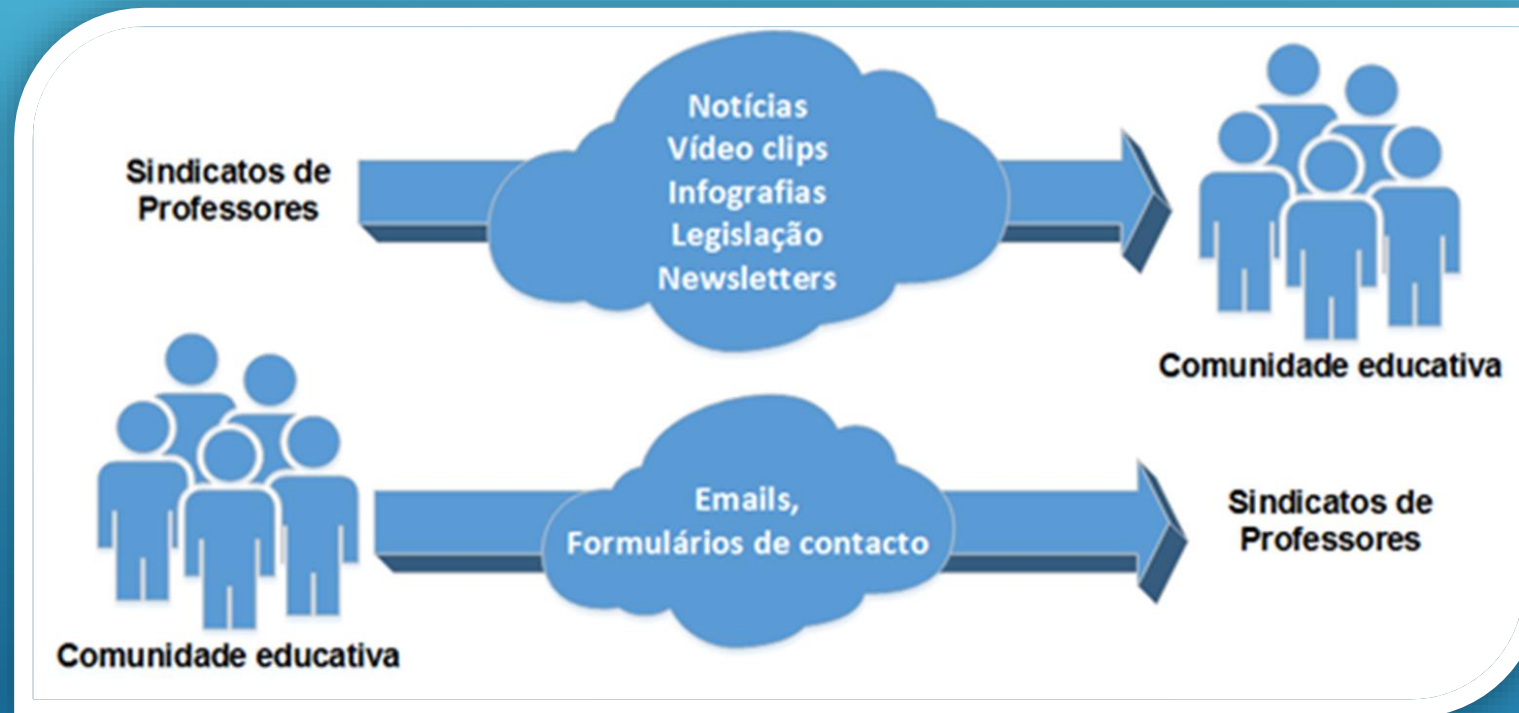 Sindicatos de
Professores
Notícias
Vídeo clips
Infografias
Legislação
Newsletters
Comunidade educativa
Comunidade educativa
Emails,
Formulários de contacto
Sindicatos de
Professores